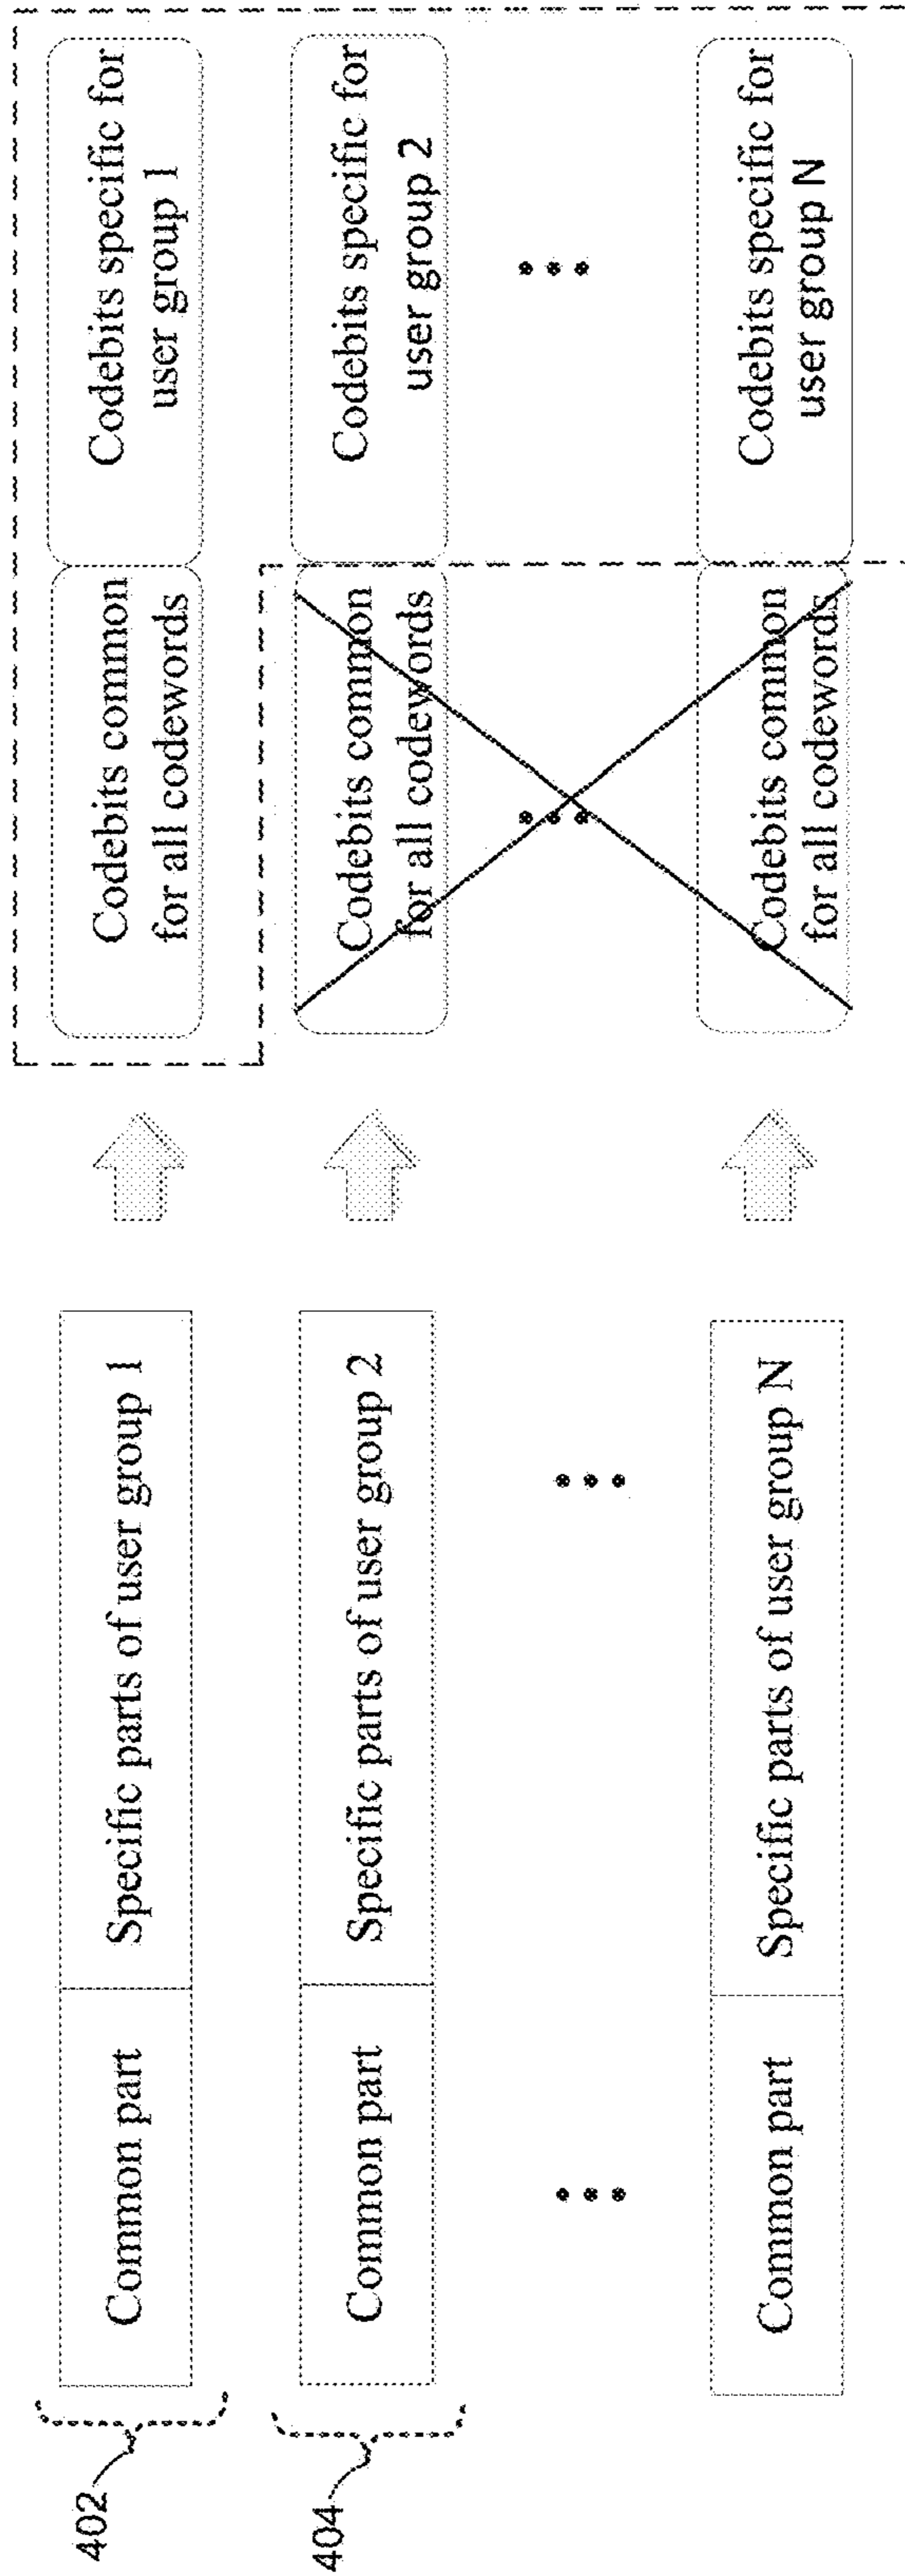 402
Common part
Specific parts of user group 1
Codebits common
for all codewords
Codebits specific for
user group 1
404
Common part
Specific parts of user group 2
Codebits common
for all codewords
Codebits specific for
user group 2
Common part
Specific parts of user group N
Codebits common
for all codewords
Codebits specific for
user group N